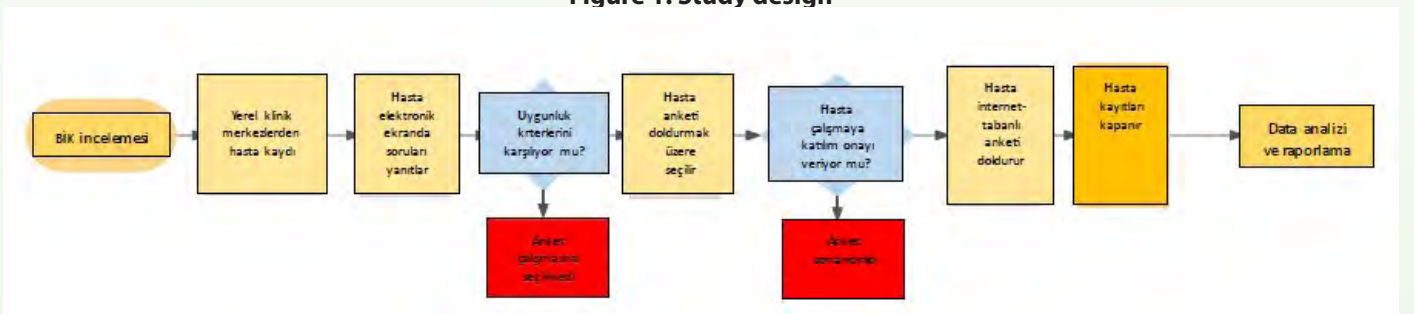 Figure 1. Study design
BİK incelemesi
Yerel klinik
merkezlerden
hasta kaydı
Hasta
elektronik
ekranda
soruları
yanıtlar
Uygunluk
krterlerini
karşılıyor mu?
Hasta
anketi
doldurmak
üzere
seçilir
Hasta
çalışmaya
katılım onayı
veriyor mu?
Hasta
internet-
tabanlı
anketi
doldurur
Hasta
kayıtları
kapanır
Data analizi
ve raporlama
Anket
Anket